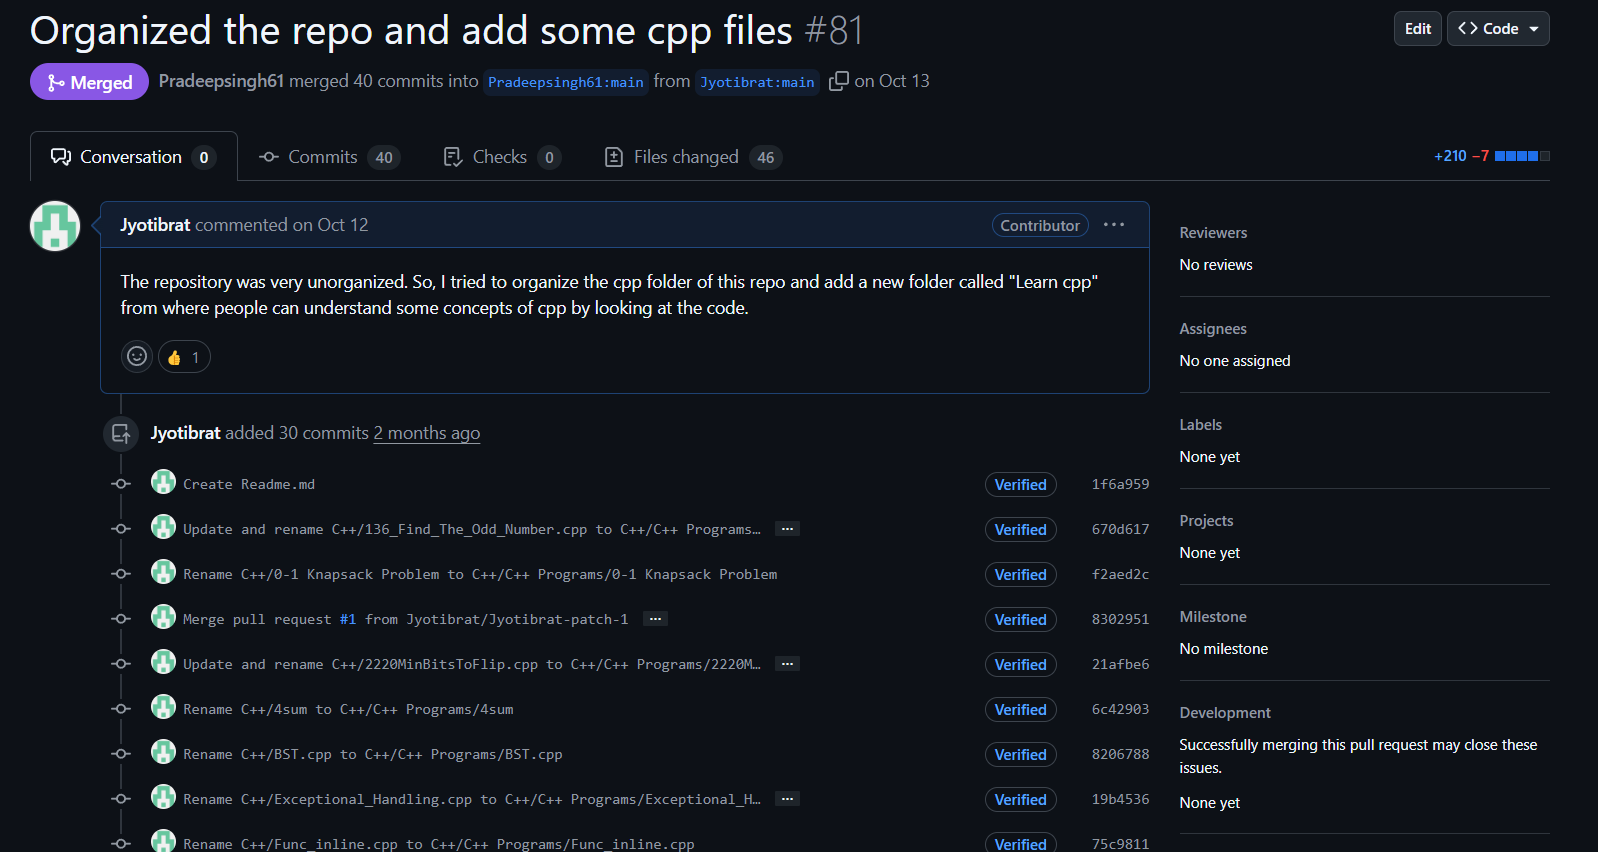 Organized the repo and add some cpp files #81
Edit
Code
Merged
Pradeepsingh61 merged 40 commits into Pradeepsingh61:main from Jyotibrat:main on Oct 13
Conversation 0
Commits 40
Checks 0
Files changed 46
+210 −7
Jyotibrat commented on Oct 12
Contributor
The repository was very unorganized. So, I tried to organize the cpp folder of this repo and add a new folder called "Learn cpp"
from where people can understand some concepts of cpp by looking at the code.
1
Jyotibrat added 30 commits 2 months ago
Create Readme.md Verified 1f6a959
Update and rename C++/136_Find_The_Odd_Number.cpp to C++/C++ Programs… Verified 670d617
Rename C++/0-1 Knapsack Problem to C++/C++ Programs/0-1 Knapsack Problem Verified f2aed2c
Merge pull request #1 from Jyotibrat/Jyotibrat-patch-1 Verified 8302951
Update and rename C++/2220MinBitsToFlip.cpp to C++/C++ Programs/2220M… Verified 21afbe6
Rename C++/4sum to C++/C++ Programs/4sum Verified 6c42903
Rename C++/BST.cpp to C++/C++ Programs/BST.cpp Verified 8206788
Rename C++/Exceptional_Handling.cpp to C++/C++ Programs/Exceptional_H… Verified 19b4536
Rename C++/Func_inline.cpp to C++/C++ Programs/Func_inline.cpp Verified 75c9811
Reviewers
No reviews
Assignees
No one assigned
Labels
None yet
Projects
None yet
Milestone
No milestone
Development
Successfully merging this pull request may close these
issues.
None yet